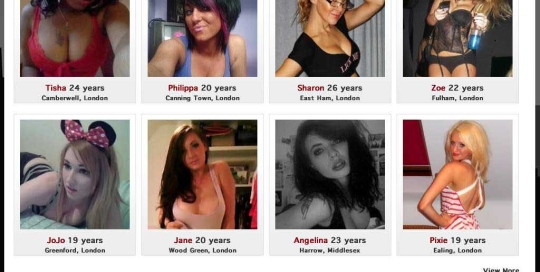 Tisha 24 years
Camberwell, London
Philippa 20 years
Canning Town, London
Sharon 26 years
East Ham, London
Zoe 22 years
Fulham, London
JoJo 19 years
Greenford, London
Jane 20 years
Wood Green, London
Angelina 23 years
Harrow, Middlesex
Pixie 19 years
Ealing, London
View More